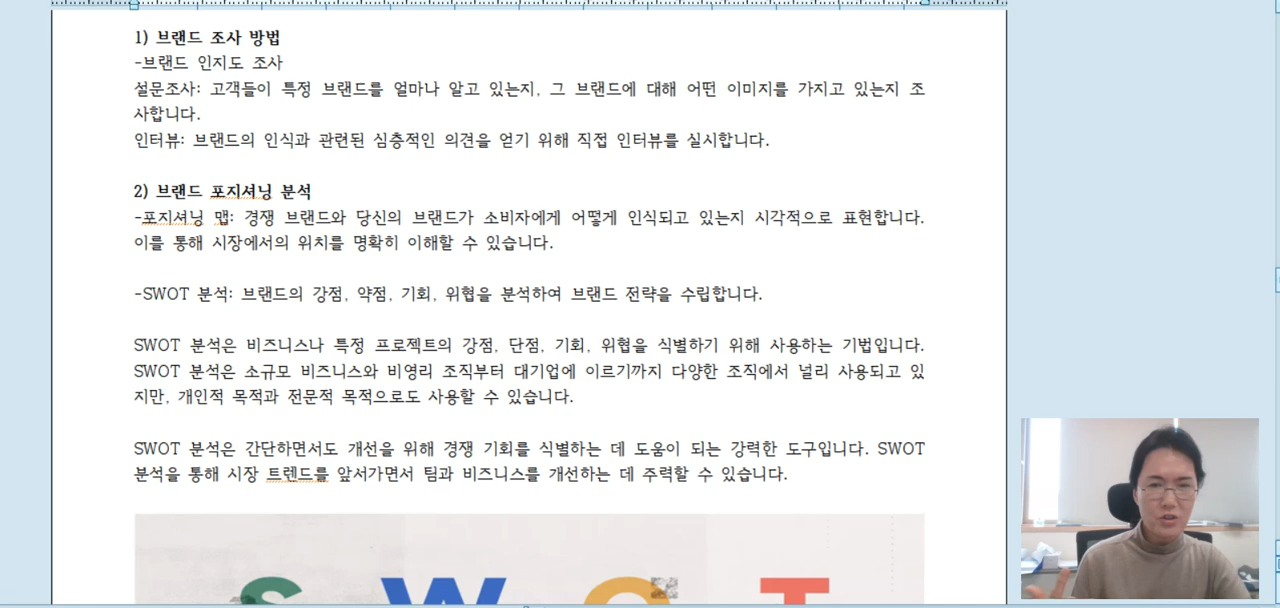 1) 브랜드 조사 방법
-브랜드 인지도 조사
설문조사: 고객들이 특정 브랜드를 얼마나 알고 있는지, 그 브랜드에 대해 어떤 이미지를 가지고 있는지 조
사합니다.
인터뷰: 브랜드의 인식과 관련된 심층적인 의견을 얻기 위해 직접 인터뷰를 실시합니다.
2) 브랜드 포지셔닝 분석
-포지셔닝 맵: 경쟁 브랜드와 당신의 브랜드가 소비자에게 어떻게 인식되고 있는지 시각적으로 표현합니다.
이를 통해 시장에서의 위치를 명확히 이해할 수 있습니다.
-SWOT 분석: 브랜드의 강점, 약점, 기회, 위협을 분석하여 브랜드 전략을 수립합니다.
SWOT 분석은 비즈니스나 특정 프로젝트의 강점, 단점, 기회, 위협을 식별하기 위해 사용하는 기법입니다.
SWOT 분석은 소규모 비즈니스와 비영리 조직부터 대기업에 이르기까지 다양한 조직에서 널리 사용되고 있
지만, 개인적 목적과 전문적 목적으로도 사용할 수 있습니다.
SWOT 분석은 간단하면서도 개선을 위해 경쟁 기회를 식별하는 데 도움이 되는 강력한 도구입니다. SWOT
분석을 통해 시장 트렌드를 앞서가면서 팀과 비즈니스를 개선하는 데 주력할 수 있습니다.
S W O T